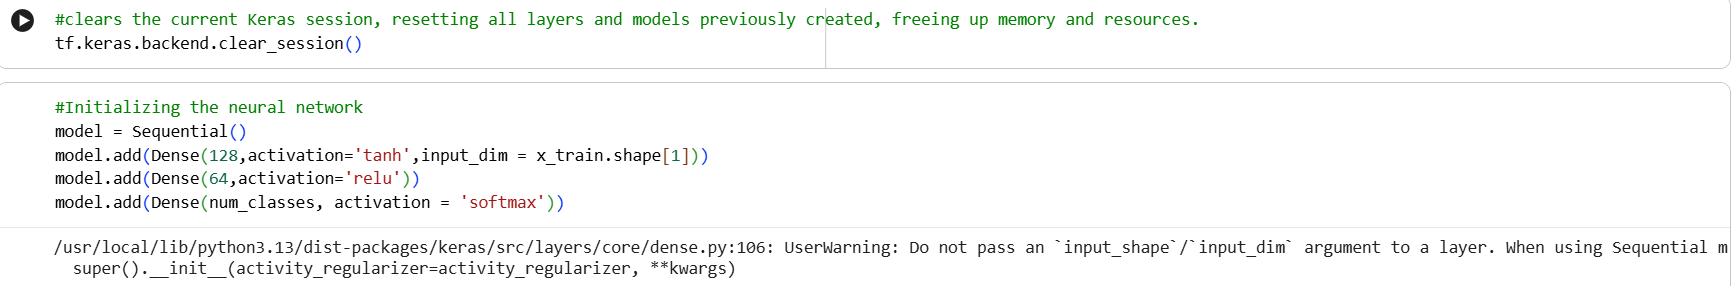 #clears the current Keras session, resetting all layers and models previously created, freeing up memory and resources.
tf.keras.backend.clear_session()
#Initializing the neural network
model = Sequential()
model.add(Dense(128,activation='tanh',input_dim = x_train.shape[1]))
model.add(Dense(64,activation='relu'))
model.add(Dense(num_classes, activation = 'softmax'))
/usr/local/lib/python3.13/dist-packages/keras/src/layers/core/dense.py:106: UserWarning: Do not pass an `input_shape`/`input_dim` argument to a layer. When using Sequential m
super().__init__(activity_regularizer=activity_regularizer, **kwargs)